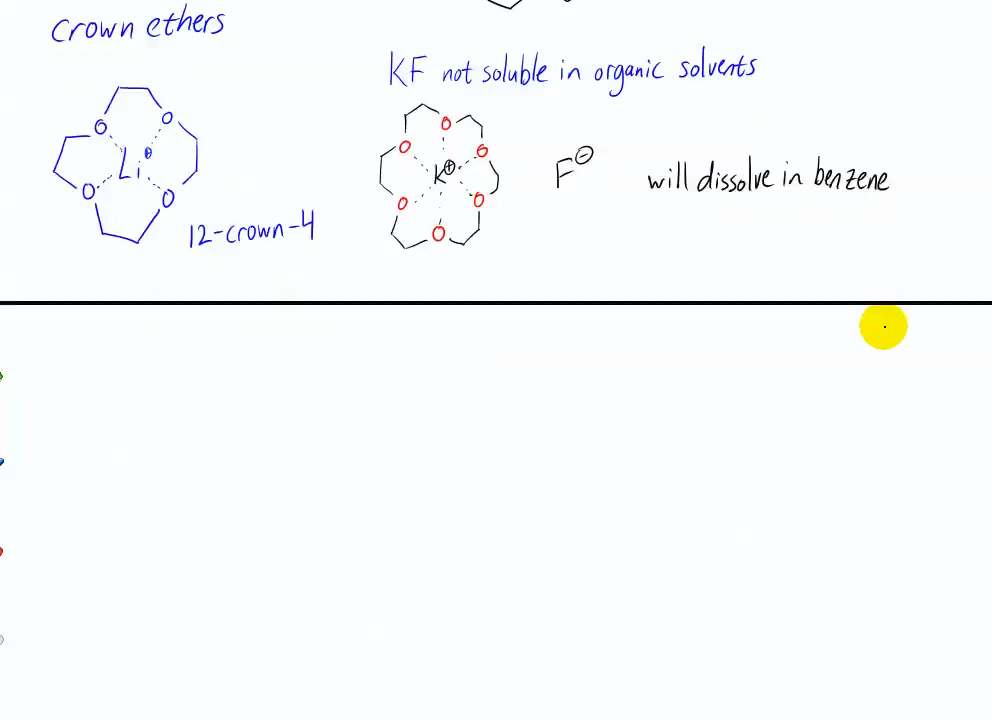 crown ethers
KF not soluble in organic solvents
O
O
O
O
Li⊕
12-crown-4
O
O
O
O
O
O
K⊕
F⊖
will dissolve in benzene